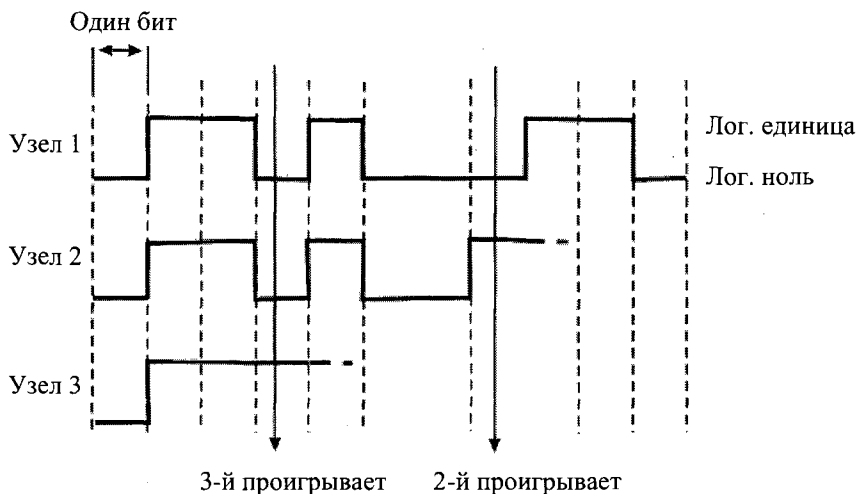 Один бит
Узел 1
Лог. единица
Лог. ноль
Узел 2
Узел 3
3-й проигрывает
2-й проигрывает